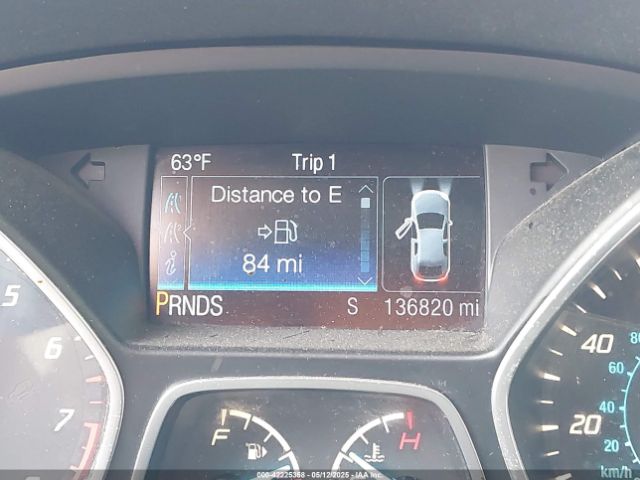 63°F Trip 1
Distance to E
84 mi
PRNDS S 136820 mi
5
6
7
F
H
40
20
80
60
40
20
km/h
000-42225368 - 05/12/2025 - IAA Inc.